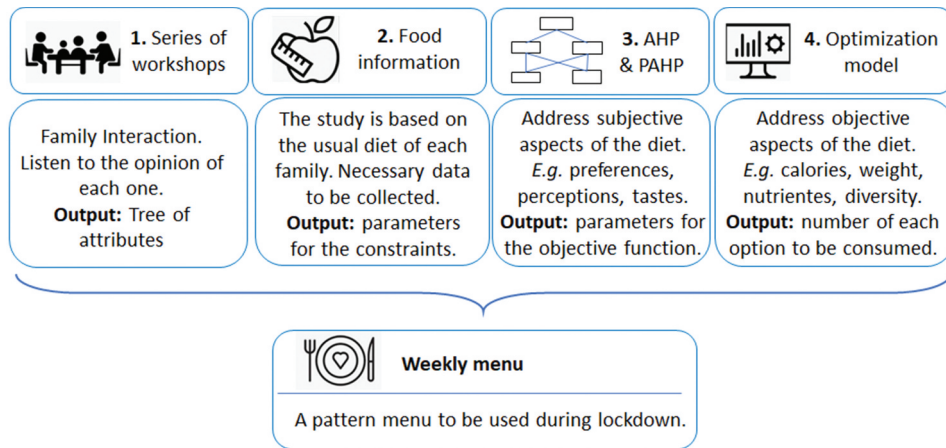 1. Series of
workshops
2. Food
information
3. AHP
& PAHP
4. Optimization
model
Family Interaction.
Listen to the opinion of
each one.
Output: Tree of
attributes
The study is based on
the usual diet of each
family. Necessary data
to be collected.
Output: parameters
for the constraints.
Address subjective
aspects of the diet.
E.g. preferences,
perceptions, tastes.
Output: parameters for
the objective function.
Address objective
aspects of the diet.
E.g. calories, weight,
nutrientes, diversity.
Output: number of each
option to be consumed.
Weekly menu
A pattern menu to be used during lockdown.